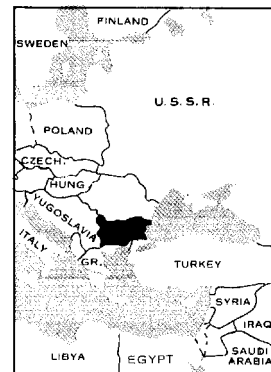 FINLAND
SWEDEN
U.S.S.R.
POLAND
CZECH.
HUNG.
YUGOSLAVIA
ITALY
GR.
TURKEY
SYRIA
IRAQ
SAUDI
ARABIA
LIBYA
EGYPT